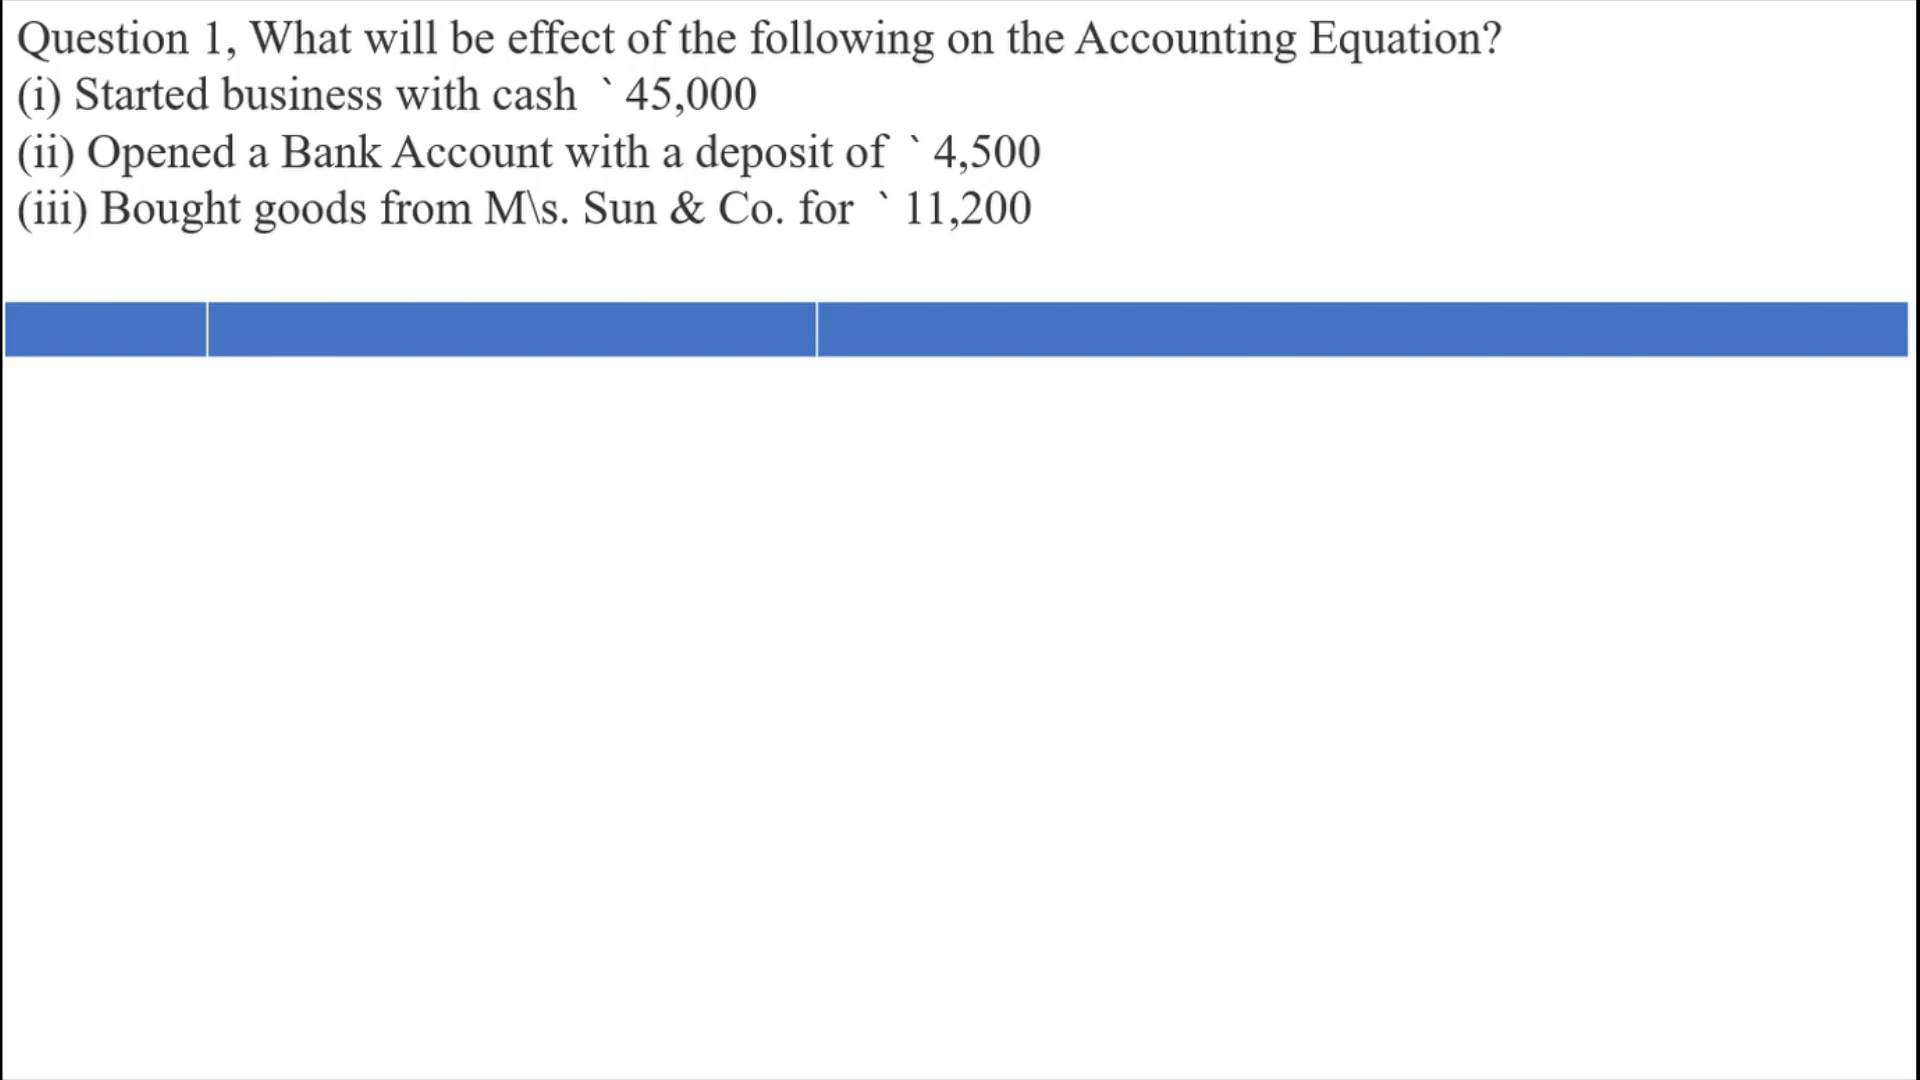 Question 1, What will be effect of the following on the Accounting Equation?
(i) Started business with cash ` 45,000
(ii) Opened a Bank Account with a deposit of ` 4,500
(iii) Bought goods from M\s. Sun & Co. for ` 11,200